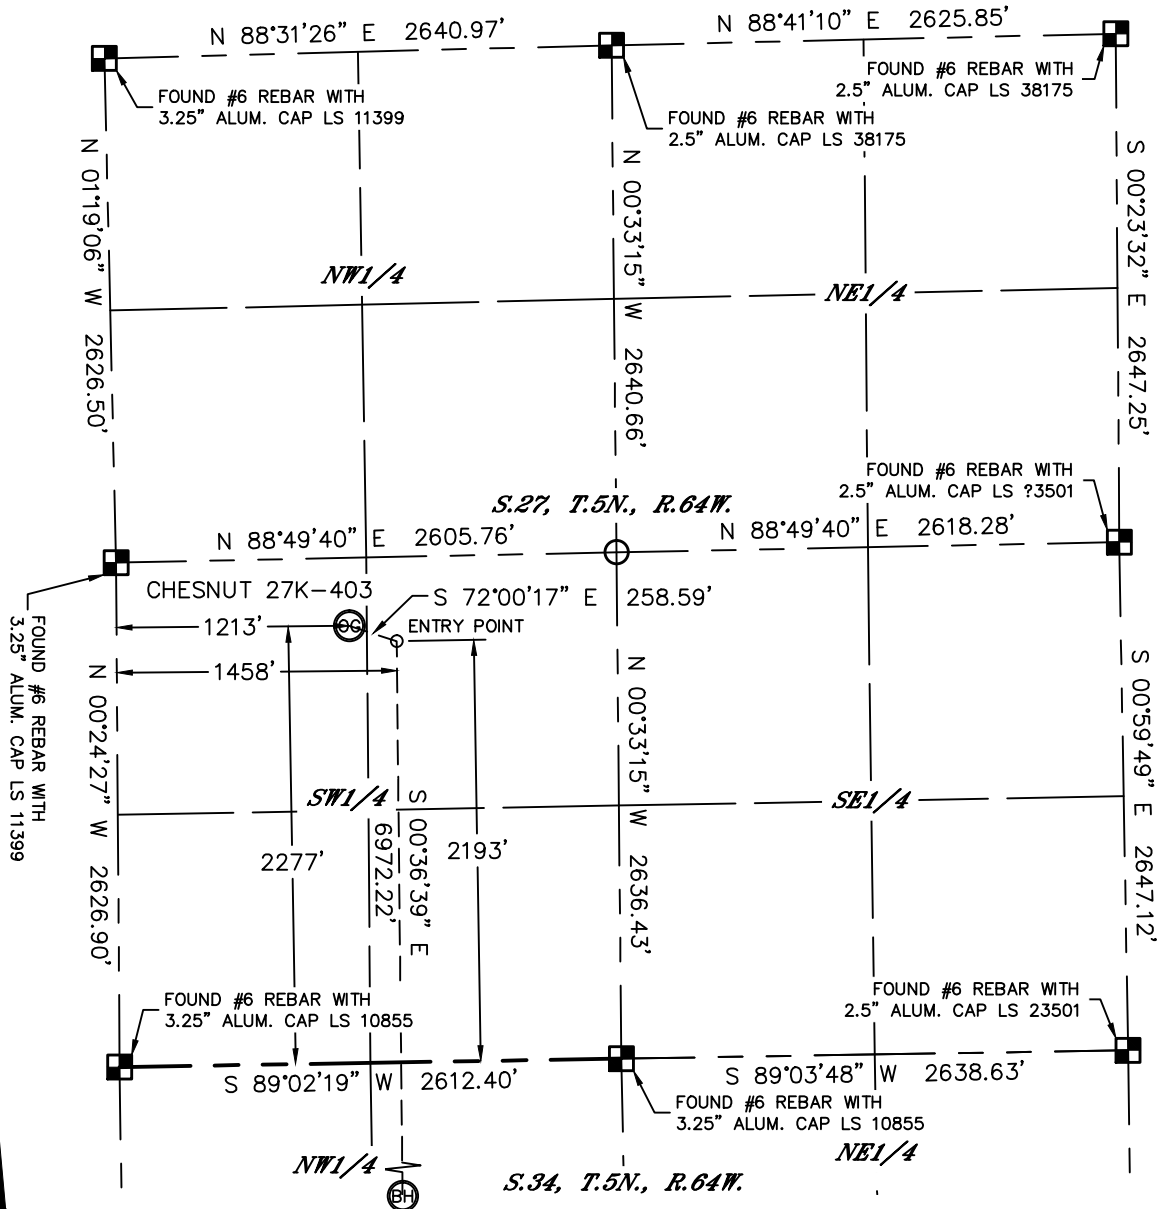 N 88°31'26" E 2640.97'
N 88°41'10" E 2625.85'
FOUND #6 REBAR WITH
3.25" ALUM. CAP LS 11399
FOUND #6 REBAR WITH
2.5" ALUM. CAP LS 38175
FOUND #6 REBAR WITH
2.5" ALUM. CAP LS 38175
N 01°19'06" W 2626.50'
N 00°33'15" W 2640.66'
S 00°23'32" E 2647.25'
NW1/4
NE1/4
FOUND #6 REBAR WITH
2.5" ALUM. CAP LS ?3501
S.27, T.5N., R.64W.
N 88°49'40" E 2605.76'
N 88°49'40" E 2618.28'
CHESNUT 27K-403
S 72°00'17" E 258.59'
1213'
OG
ENTRY POINT
1458'
FOUND #6 REBAR WITH
3.25" ALUM. CAP LS 11399
N 00°24'27" W 2626.90'
N 00°33'15" W 2636.43'
S 00°59'49" E 2647.12'
SW1/4
SE1/4
S 00°36'39" E
6972.22'
2277'
2193'
FOUND #6 REBAR WITH
3.25" ALUM. CAP LS 10855
FOUND #6 REBAR WITH
2.5" ALUM. CAP LS 23501
S 89°02'19" W 2612.40'
S 89°03'48" W 2638.63'
FOUND #6 REBAR WITH
3.25" ALUM. CAP LS 10855
NW1/4
NE1/4
S.34, T.5N., R.64W.
BH